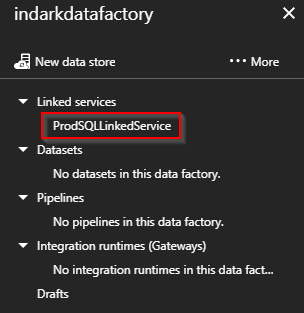 indarkdatafactory
New data store
More
Linked services
ProdSQLLinkedService
Datasets
No datasets in this data factory.
Pipelines
No pipelines in this data factory.
Integration runtimes (Gateways)
No integration runtimes in this data fact...
Drafts